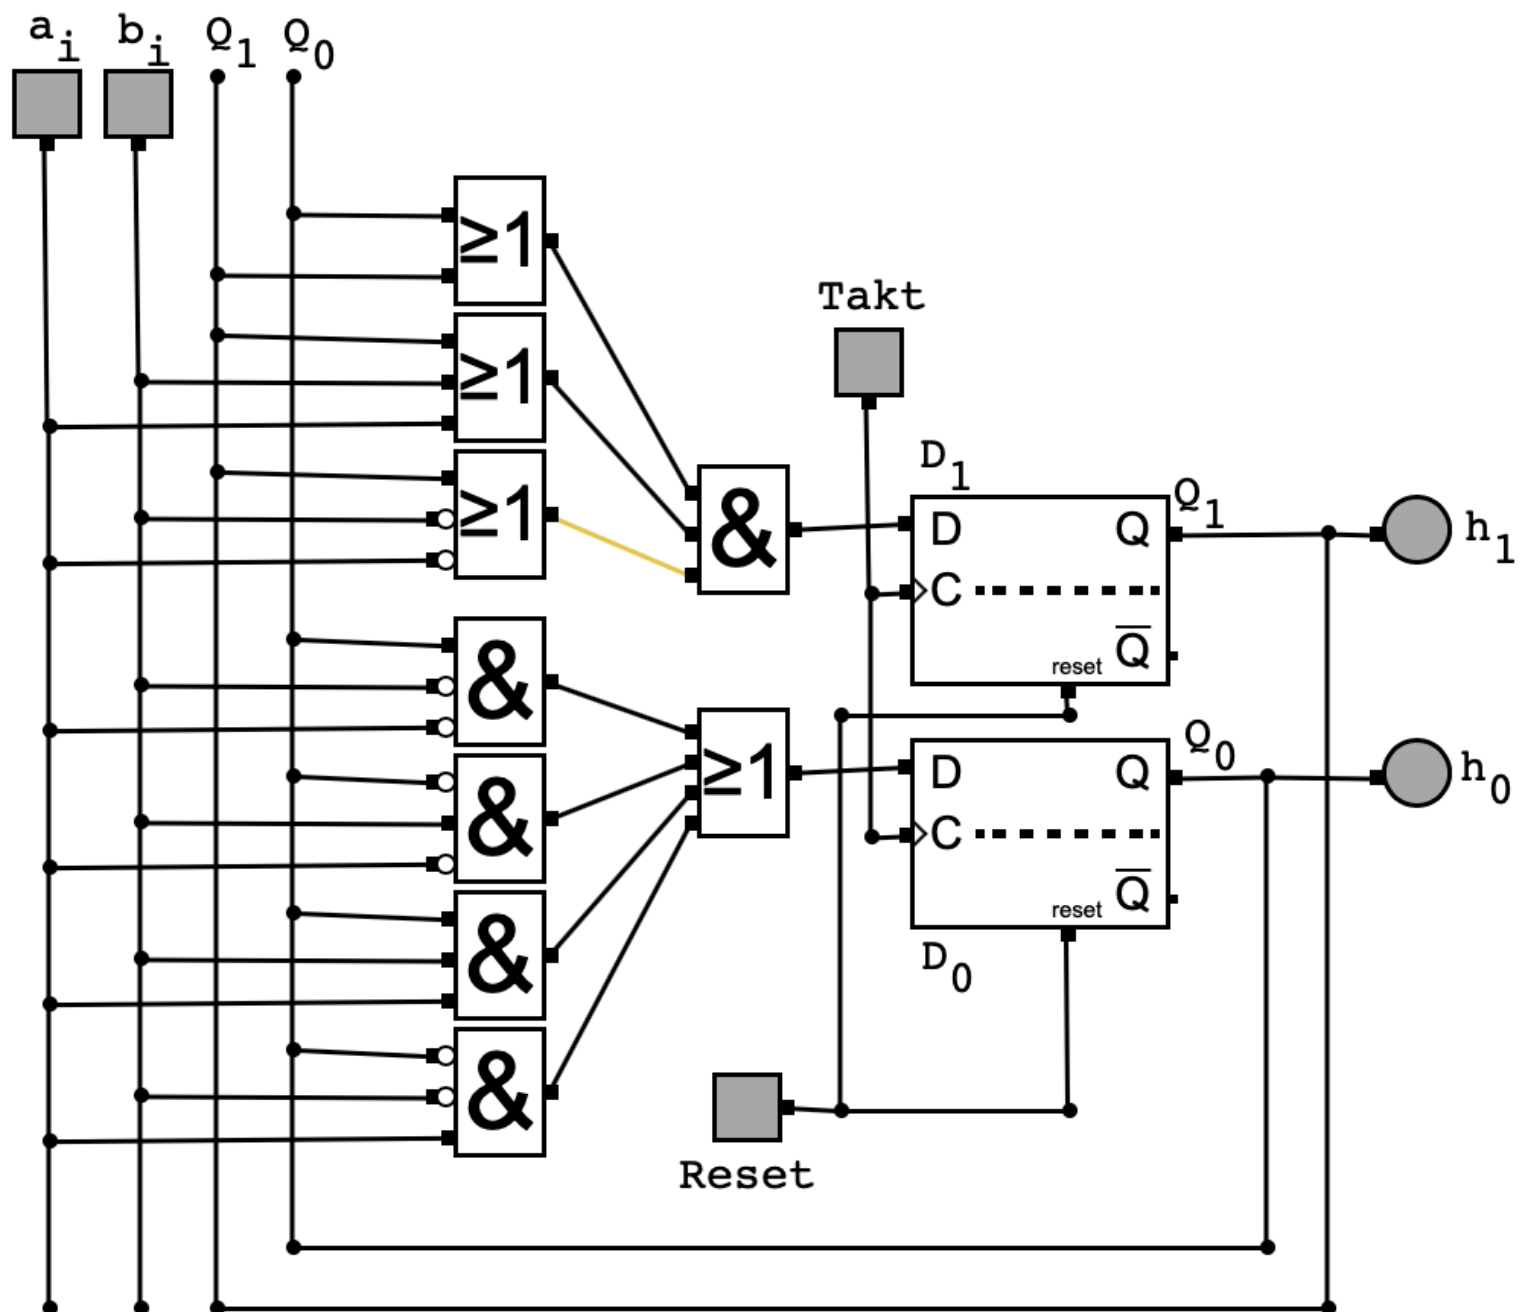 a_i b_i Q_1 Q_0
≥1
≥1
≥1
&
&
&
&
&
≥1
Takt
D_1
D Q
C
reset Q̅
Q_1
h_1
D Q
C
reset Q̅
Q_0
h_0
D_0
Reset